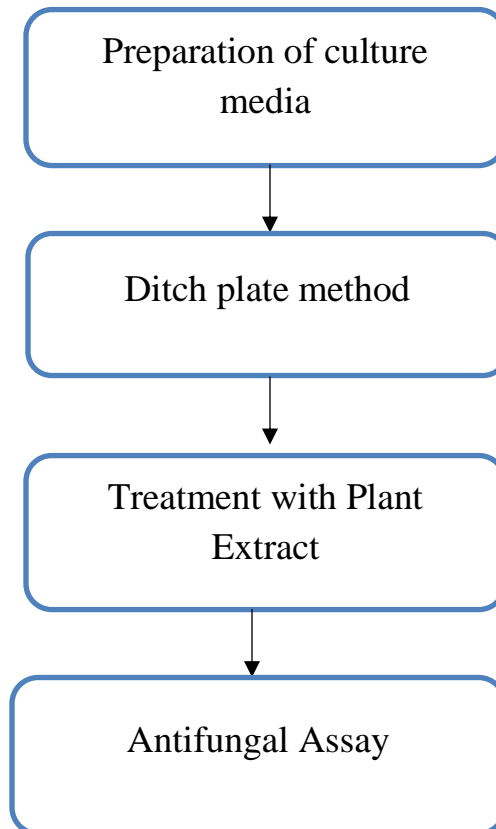 Preparation of culture
media
Ditch plate method
Treatment with Plant
Extract
Antifungal Assay